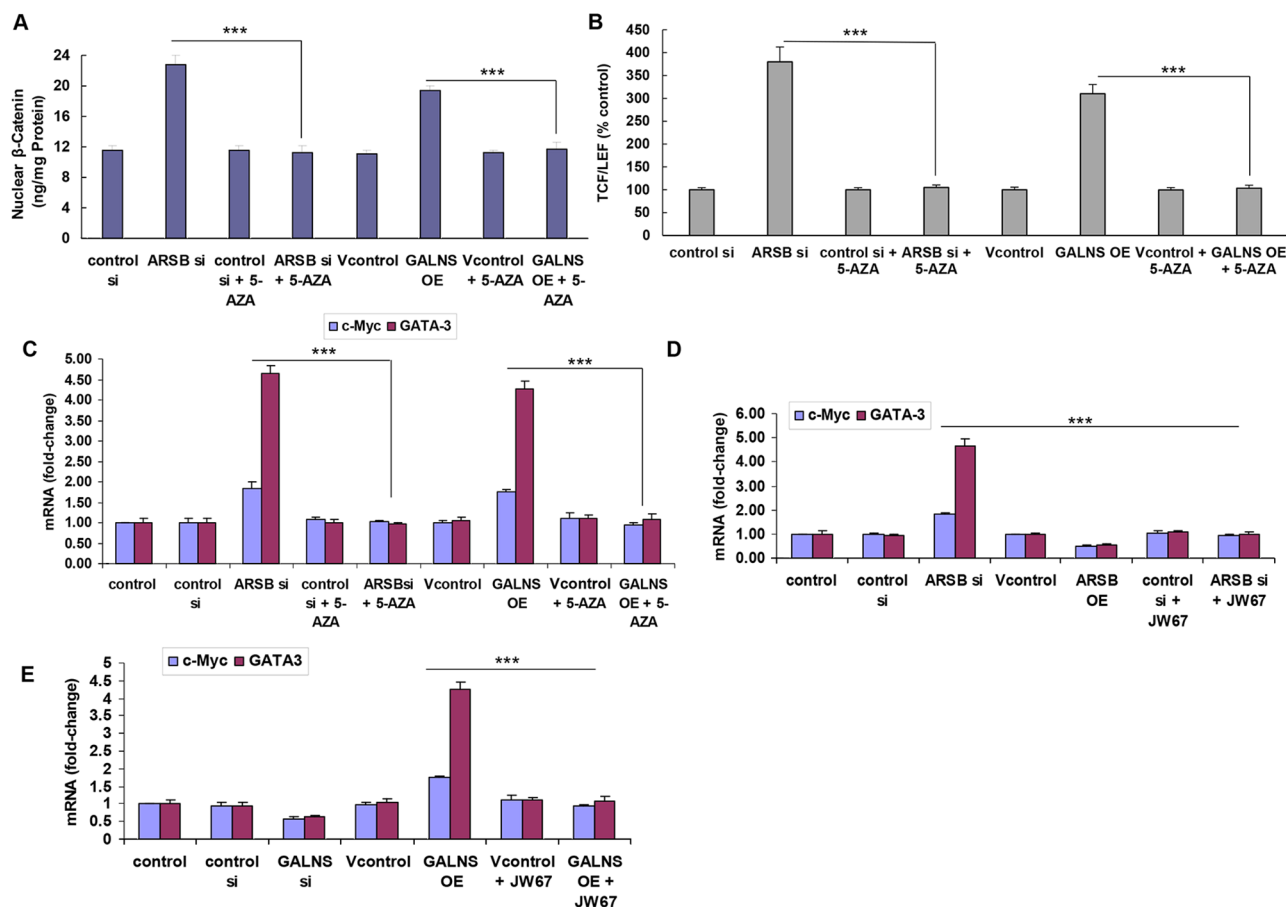 A
Nuclear β-Catenin
(ng/mg Protein)
24
20
16
12
8
4
0
***
***
control
si
ARSB si
control
si + 5-
AZA
ARSB si
+ 5-AZA
Vcontrol
GALNS
OE
Vcontrol
+ 5-AZA
GALNS
OE + 5-
AZA
B
TCF/LEF (% control)
450
400
350
300
250
200
150
100
50
0
***
***
control si
ARSB si
control si +
5-AZA
ARSB si +
5-AZA
Vcontrol
GALNS OE
Vcontrol +
5-AZA
GALNS OE
+ 5-AZA
C
c-Myc
GATA-3
mRNA (fold-change)
5.00
4.50
4.00
3.50
3.00
2.50
2.00
1.50
1.00
0.50
0.00
***
***
control
control
si
ARSB si
control
si + 5-
AZA
ARSBsi
+ 5-AZA
Vcontrol
GALNS
OE
Vcontrol
+ 5-AZA
GALNS
OE + 5-
AZA
D
c-Myc
GATA-3
mRNA (fold-change)
6.00
5.00
4.00
3.00
2.00
1.00
0.00
***
control
control
si
ARSB si
Vcontrol
ARSB
OE
control
si +
JW67
ARSB si
+ JW67
E
c-Myc
GATA3
mRNA (fold-change)
5
4.5
4
3.5
3
2.5
2
1.5
1
0.5
0
***
control
control
si
GALNS
si
Vcontrol
GALNS
OE
Vcontrol
+ JW67
GALNS
OE +
JW67